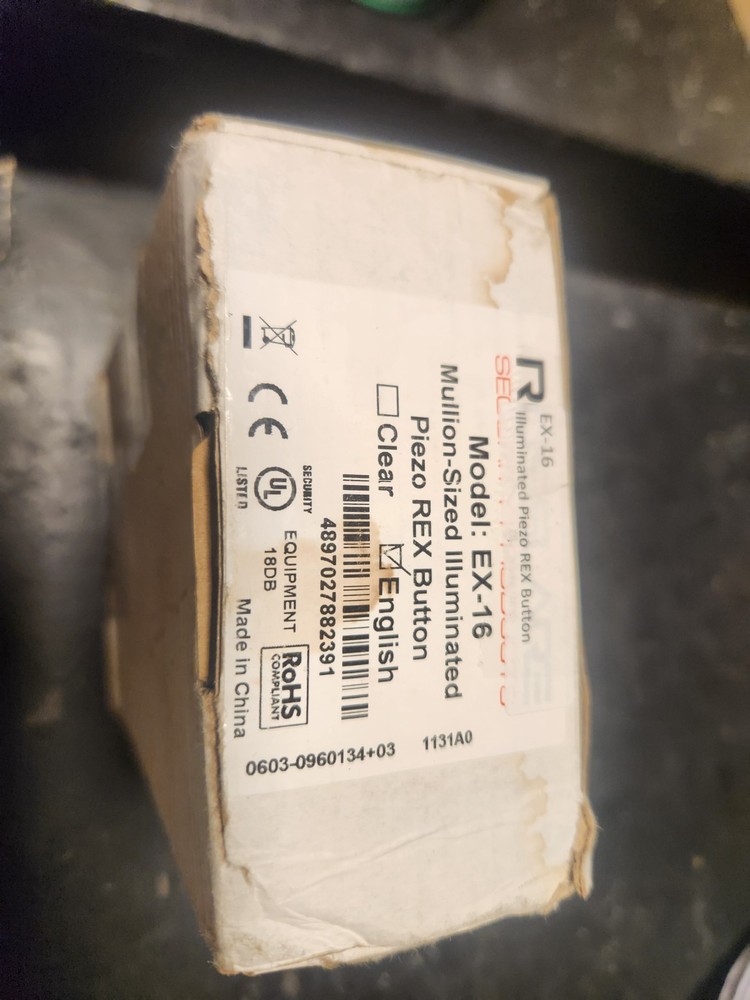 EX-16
Illuminated Piezo REX Button
Model: EX-16
Mullion-Sized Illuminated
Piezo REX Button
Clear English
4897027882391
SECURITY
UL
LISTED
EQUIPMENT
18DB
CE
RoHS
COMPLIANT
Made in China
1131A0
0603-0960134+03